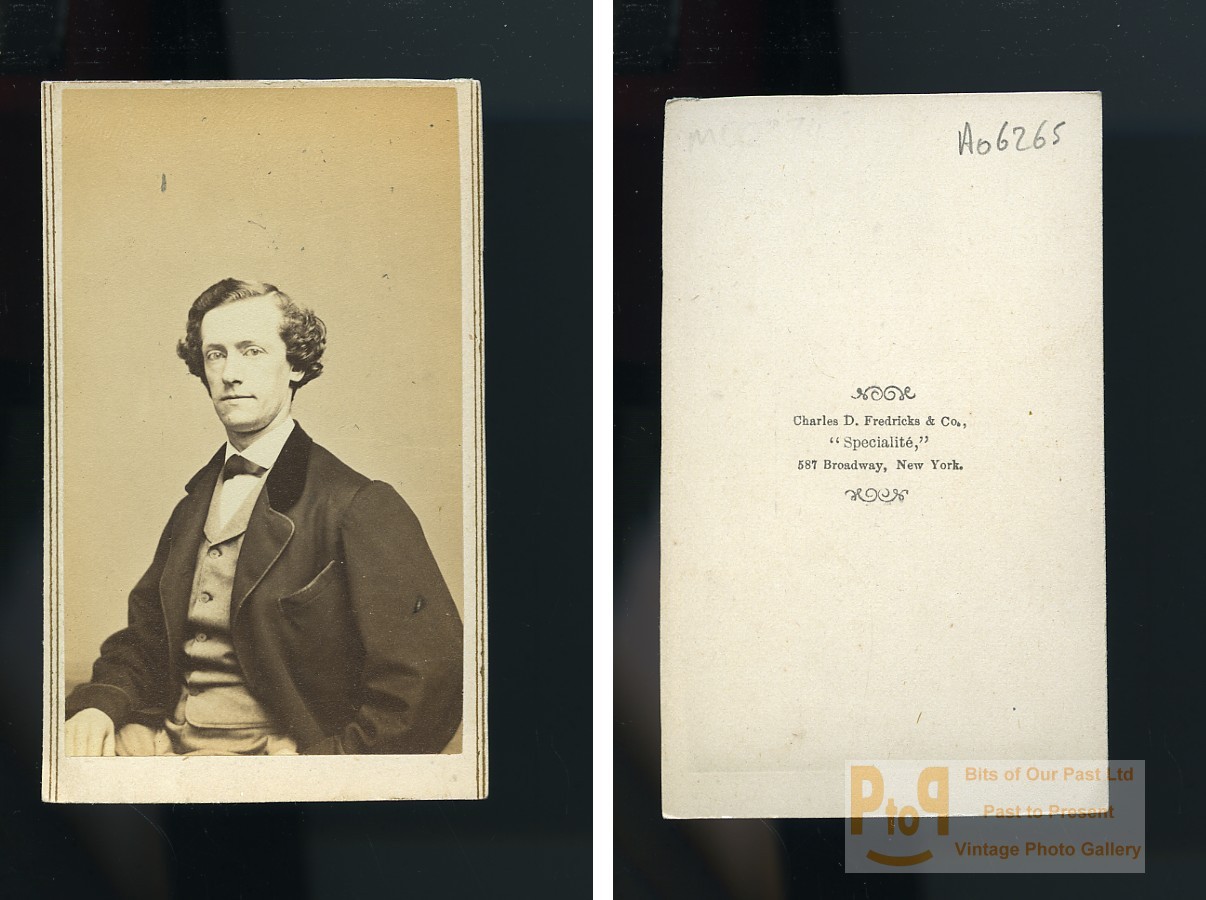 A06265
Charles D. Fredricks & Co.,
“Specialité,”
587 Broadway, New York.
PtoP
Bits of Our Past Ltd
Past to Present
Vintage Photo Gallery